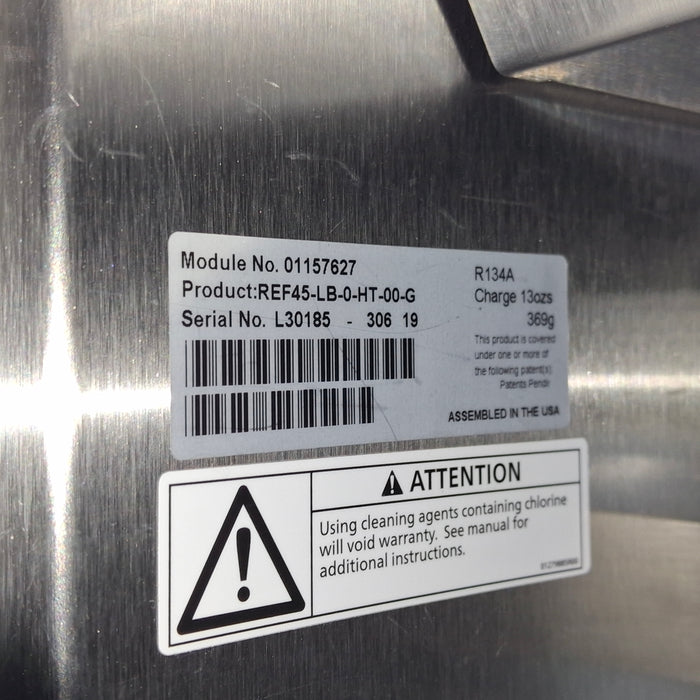 Module No. 01157627
Product:REF45-LB-0-HT-00-G
Serial No. L30185 - 306 19
R134A
Charge 13ozs
369g
This product is covered
under one or more of
the following patent(s):
Patents Pendin
ASSEMBLED IN THE USA
ATTENTION
Using cleaning agents containing chlorine
will void warranty. See manual for
additional instructions.